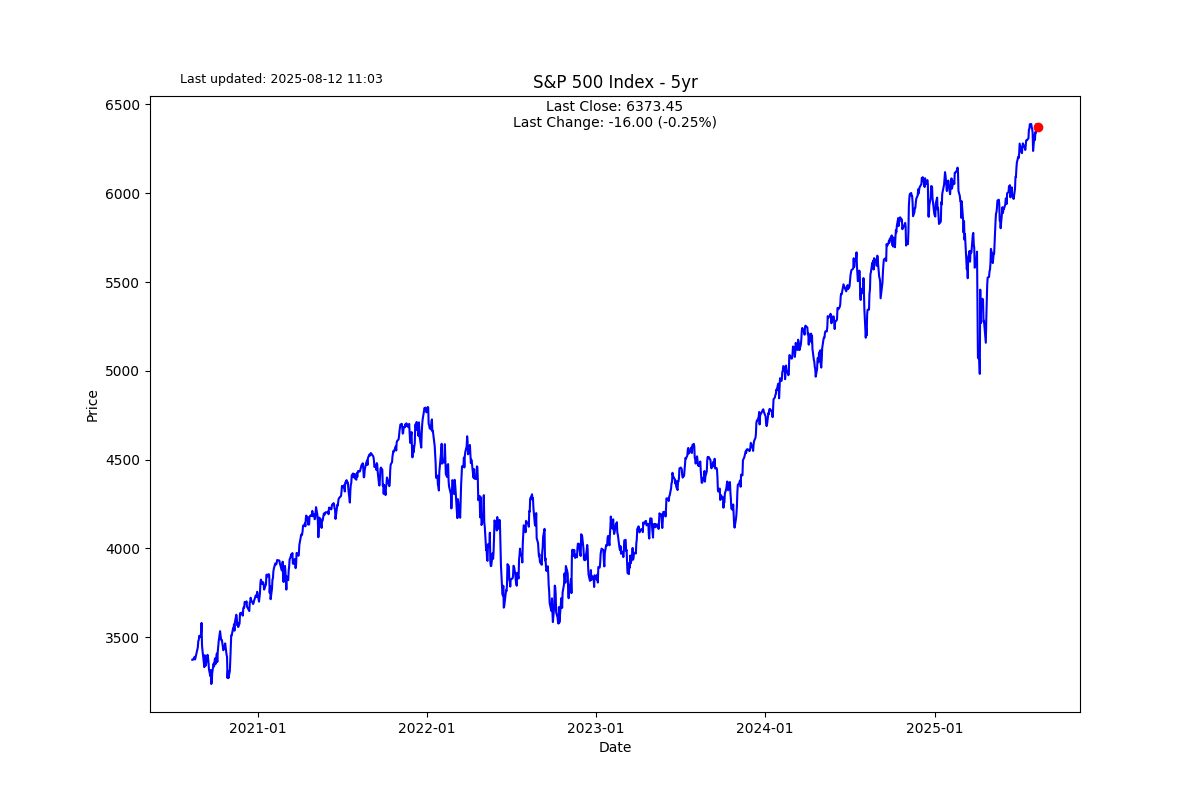 Last updated: 2025-08-12 11:03
S&P 500 Index - 5yr
Last Close: 6373.45
Last Change: -16.00 (-0.25%)
6500
6000
5500
5000
4500
4000
3500
Price
2021-01
2022-01
2023-01
2024-01
2025-01
Date